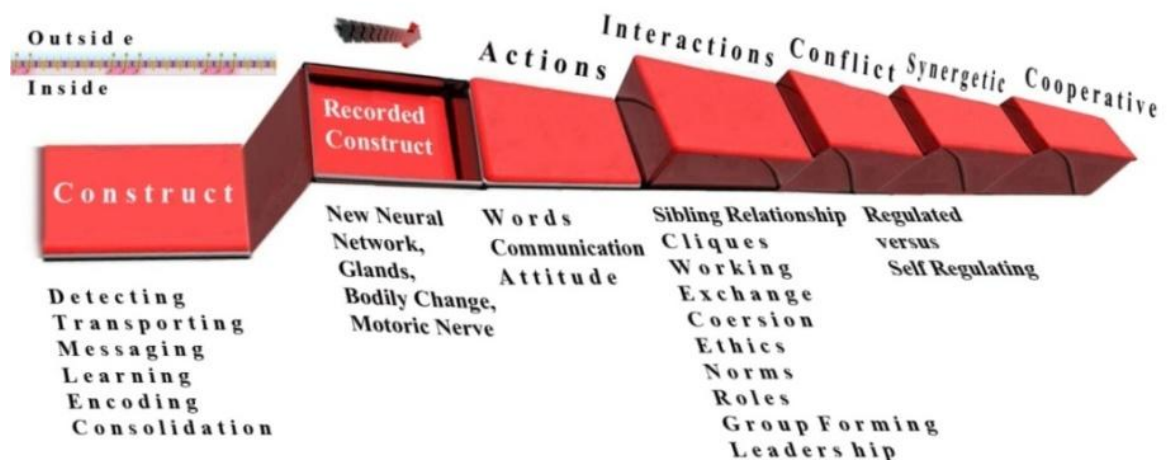 Outside
Inside
Construct
Detecting
Transporting
Messaging
Learning
Encoding
Consolidation
Recorded
Construct
New Neural
Network,
Glands,
Bodily Change,
Motoric Nerve
Actions
Words
Communication
Attitude
Interactions
Sibling Relationship
Cliques
Working
Exchange
Coersion
Ethics
Norms
Roles
Group Forming
Leadership
Conflict
Synergetic
Cooperative
Regulated
versus
Self Regulating